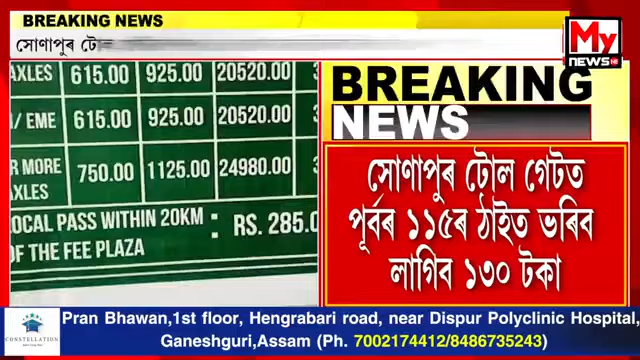 BREAKING NEWS
সোণাপুৰ টো
My
NEWS HD
AXLES 615.00 925.00 20520.00
/ EME 615.00 925.00 20520.00
R MORE AXLES 750.00 1125.00 24980.00
LOCAL PASS WITHIN 20KM
OF THE FEE PLAZA : RS. 285.0
BREAKING
NEWS
সোণাপুৰ টোল গেটত
পূৰ্বৰ ১১৫ৰ ঠাইত ভৰিব
লাগিব ১৩০ টকা
CONSTELLATION
Pran Bhawan,1st floor, Hengrabari road, near Dispur Polyclinic Hospital,
Ganeshguri,Assam (Ph. 7002174412/8486735243)